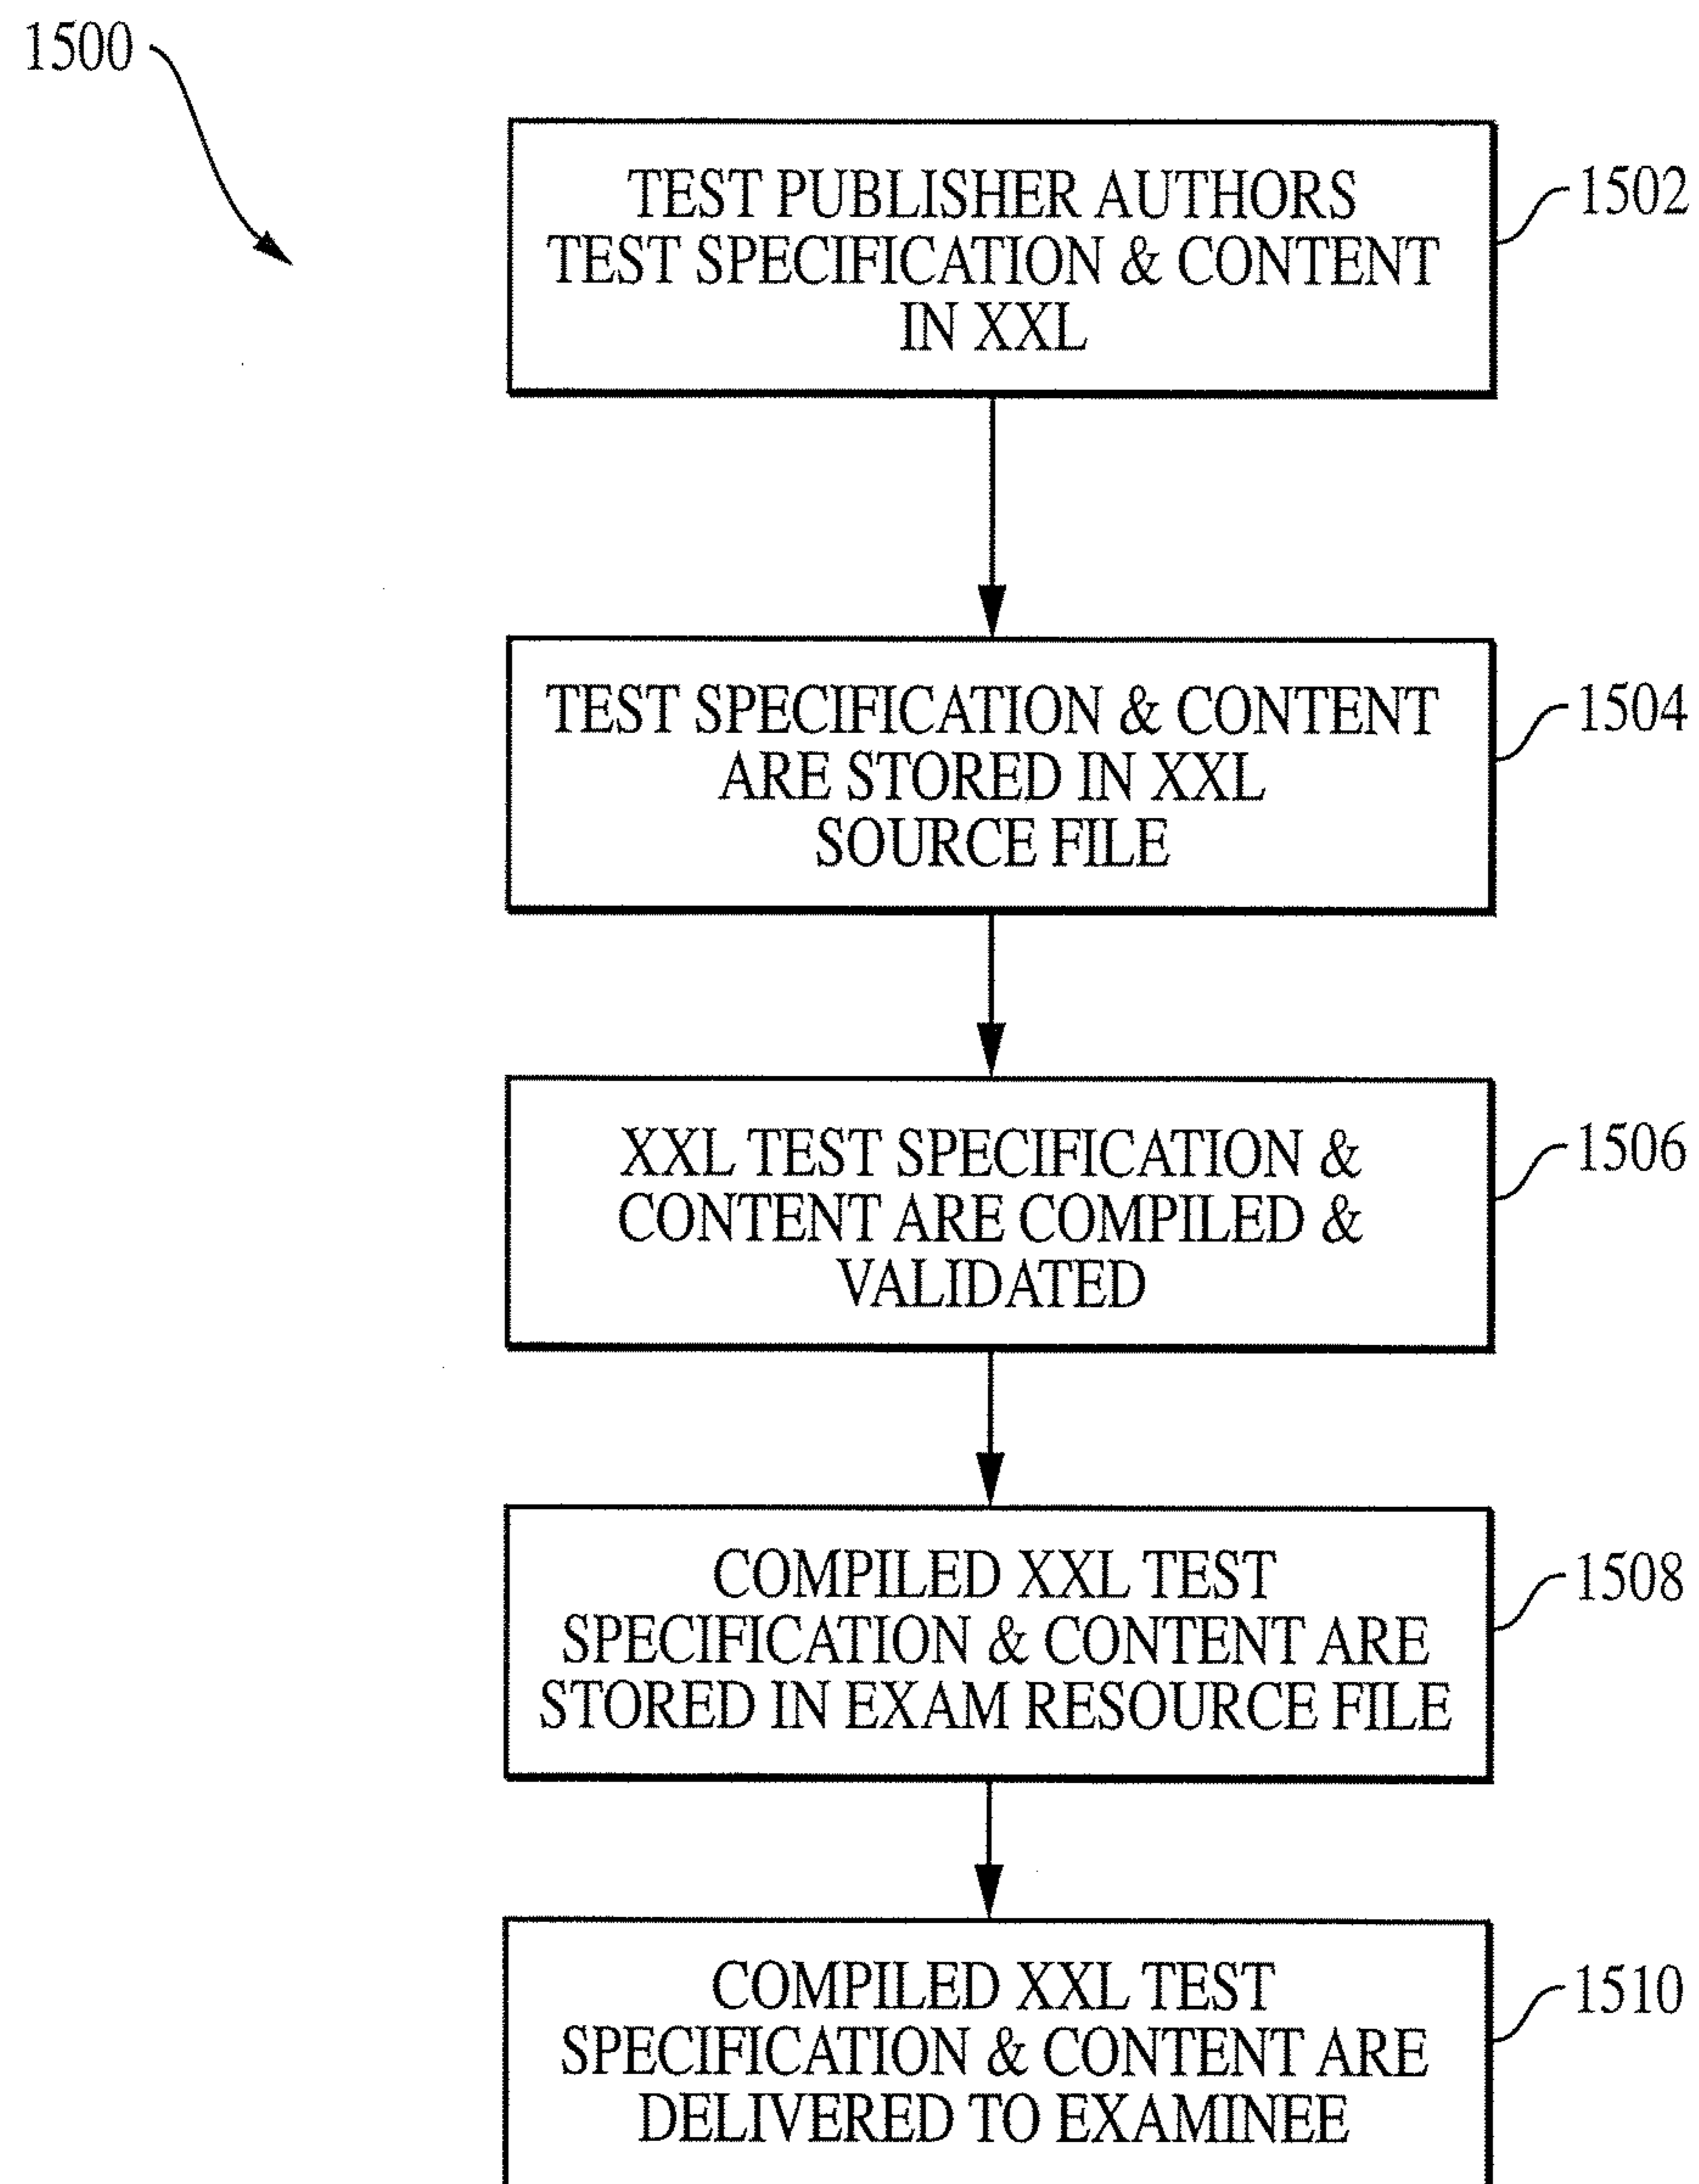 1500
TEST PUBLISHER AUTHORS
TEST SPECIFICATION & CONTENT
IN XXL
1502
TEST SPECIFICATION & CONTENT
ARE STORED IN XXL
SOURCE FILE
1504
XXL TEST SPECIFICATION &
CONTENT ARE COMPILED &
VALIDATED
1506
COMPILED XXL TEST
SPECIFICATION & CONTENT ARE
STORED IN EXAM RESOURCE FILE
1508
COMPILED XXL TEST
SPECIFICATION & CONTENT ARE
DELIVERED TO EXAMINEE
1510